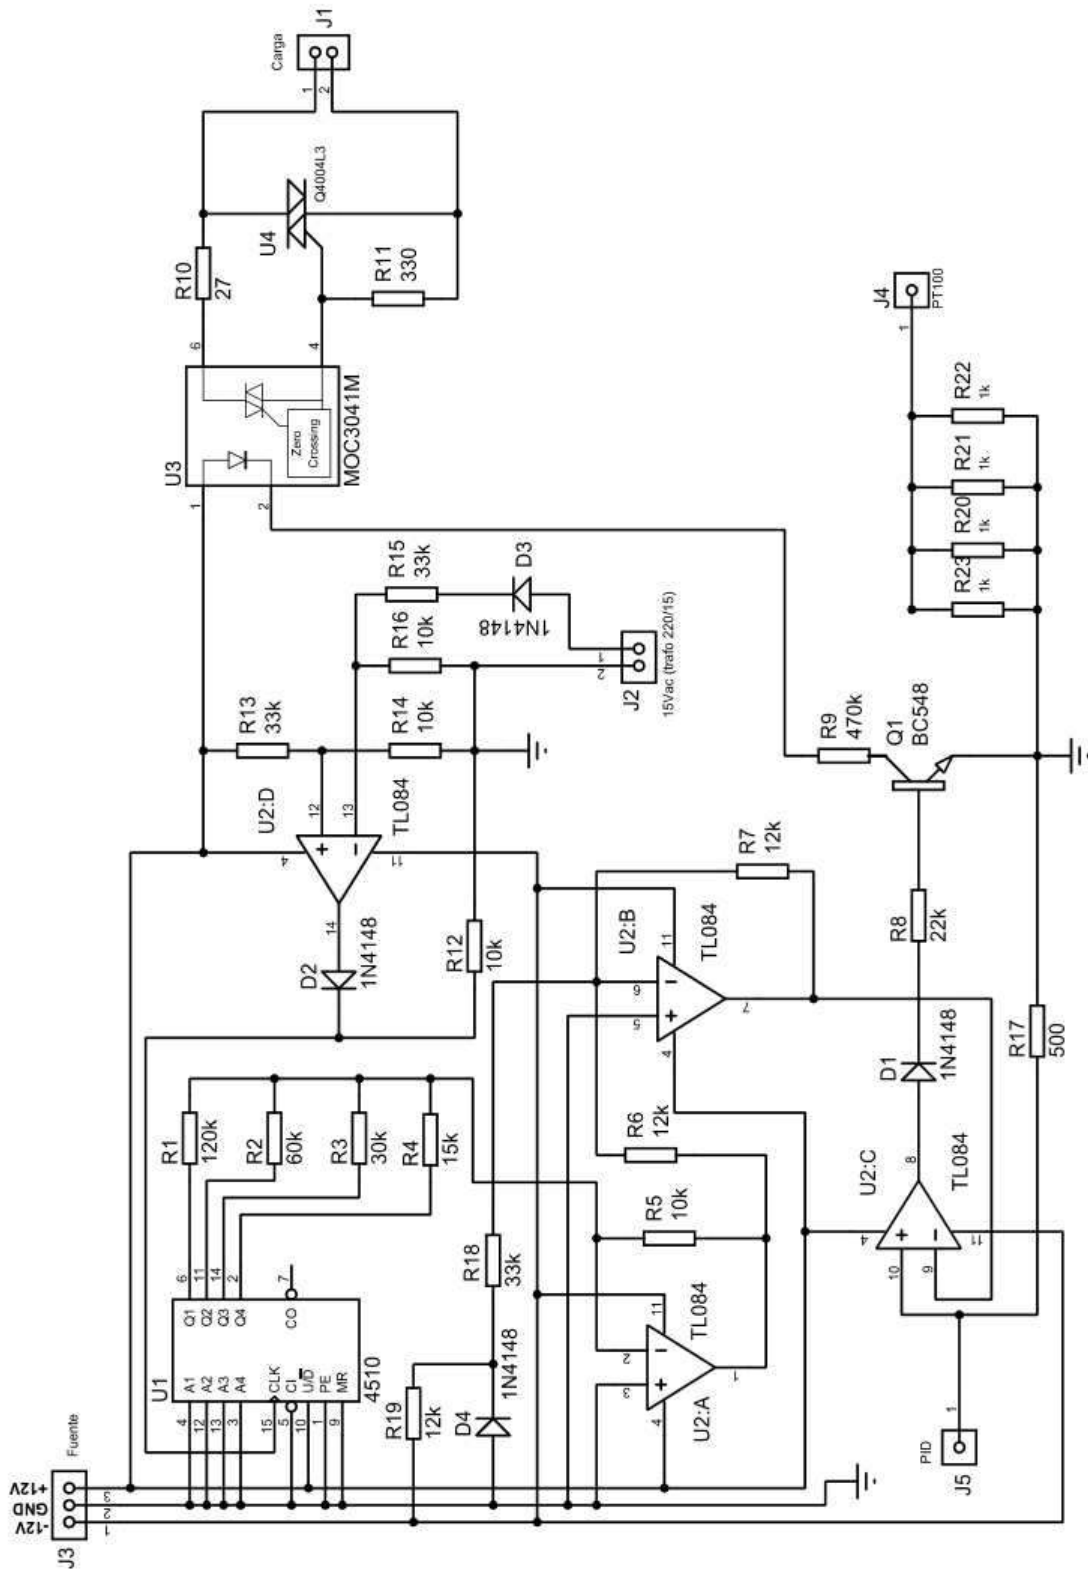 J1
Carga
1
2
Q4004L3
U4
R10
27
R11
330
6
4
U3
MOC3041M
Zero
Crossing
1
2
J4
PT100
1
R22
1k
R21
1k
R20
1k
R23
1k
R15
33k
D3
1N4148
R16
10k
R13
33k
R14
10k
J2
15Vac (trafo 220/15)
1
2
R9
470k
Q1
BC548
U2:D
TL084
12
13
4
11
14
D2
1N4148
R12
10k
R7
12k
U2:B
TL084
6
5
11
4
7
R8
22k
D1
1N4148
R17
500
R1
120k
R2
60k
R3
30k
R4
15k
R6
12k
R5
10k
R18
33k
U2:C
TL084
8
4
10
9
11
U1
4510
6
11
14
2
7
Q1
Q2
Q3
Q4
CO
A1
A2
A3
A4
CLK
CI
U/D
PE
MR
4
12
13
3
15
5
10
1
9
R19
12k
D4
1N4148
U2:A
TL084
2
3
11
4
1
J3
Fuente
+12V
GND
-12V
3
2
1
J5
PID
1